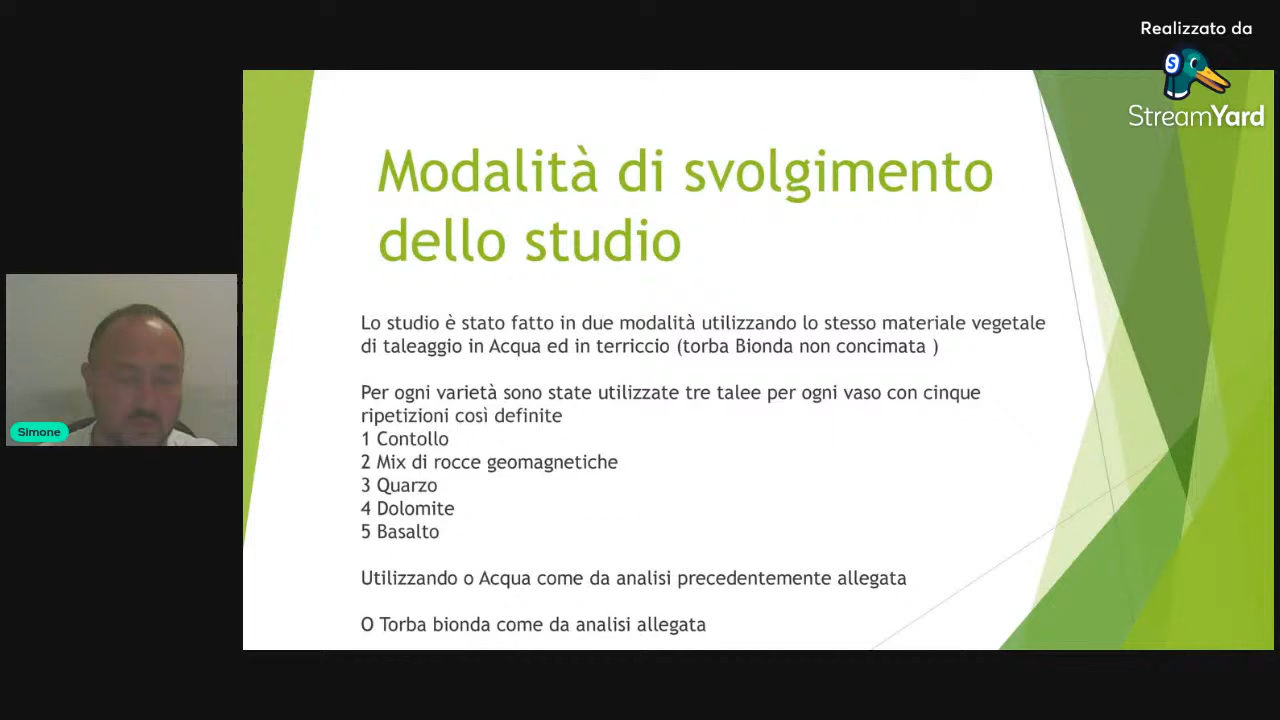 Realizzato da
S
StreamYard
Modalità di svolgimento
dello studio
Lo studio è stato fatto in due modalità utilizzando lo stesso materiale vegetale
di taleaggio in Acqua ed in terriccio (torba Bionda non concimata )
Per ogni varietà sono state utilizzate tre talee per ogni vaso con cinque
ripetizioni così definite
1 Contollo
2 Mix di rocce geomagnetiche
3 Quarzo
4 Dolomite
5 Basalto
Utilizzando o Acqua come da analisi precedentemente allegata
O Torba bionda come da analisi allegata
Simone